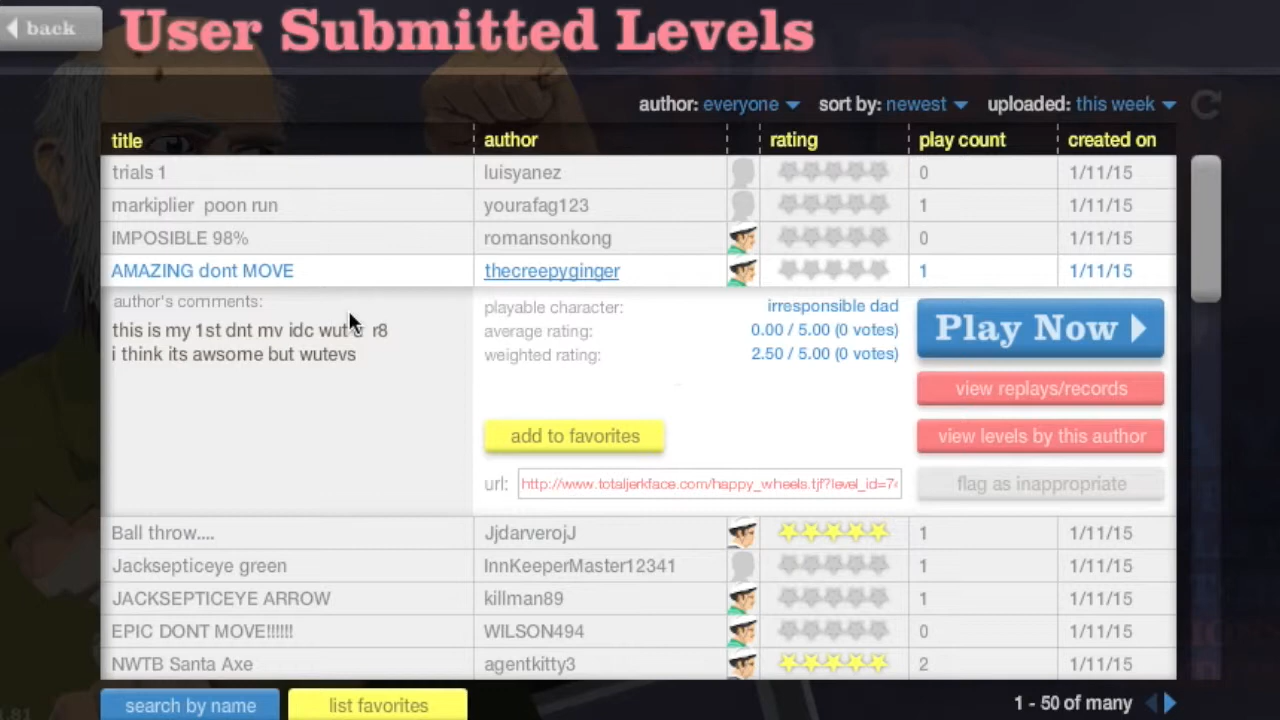 back
User Submitted Levels
author: everyone sort by: newest uploaded: this week
title author rating play count created on
trials 1 luisyanez 0 1/11/15
markiplier poon run yourafag123 1 1/11/15
IMPOSIBLE 98% romansonkong 0 1/11/15
AMAZING dont MOVE thecreepyginger 1 1/11/15
author's comments:
this is my 1st dnt mv idc wut r8
i think its awsome but wutevs
playable character: irresponsible dad
average rating: 0.00 / 5.00 (0 votes)
weighted rating: 2.50 / 5.00 (0 votes)
Play Now
view replays/records
add to favorites
view levels by this author
url: http://www.totaljerkface.com/happy_wheels.tjf?level_id=7
flag as inappropriate
Ball throw.... JjdarverojJ 1 1/11/15
Jacksepticeye green InnKeeperMaster12341 1 1/11/15
JACKSEPTICEYE ARROW killman89 1 1/11/15
EPIC DONT MOVE!!!!!! WILSON494 0 1/11/15
NWTB Santa Axe agentkitty3 2 1/11/15
search by name list favorites 1 - 50 of many